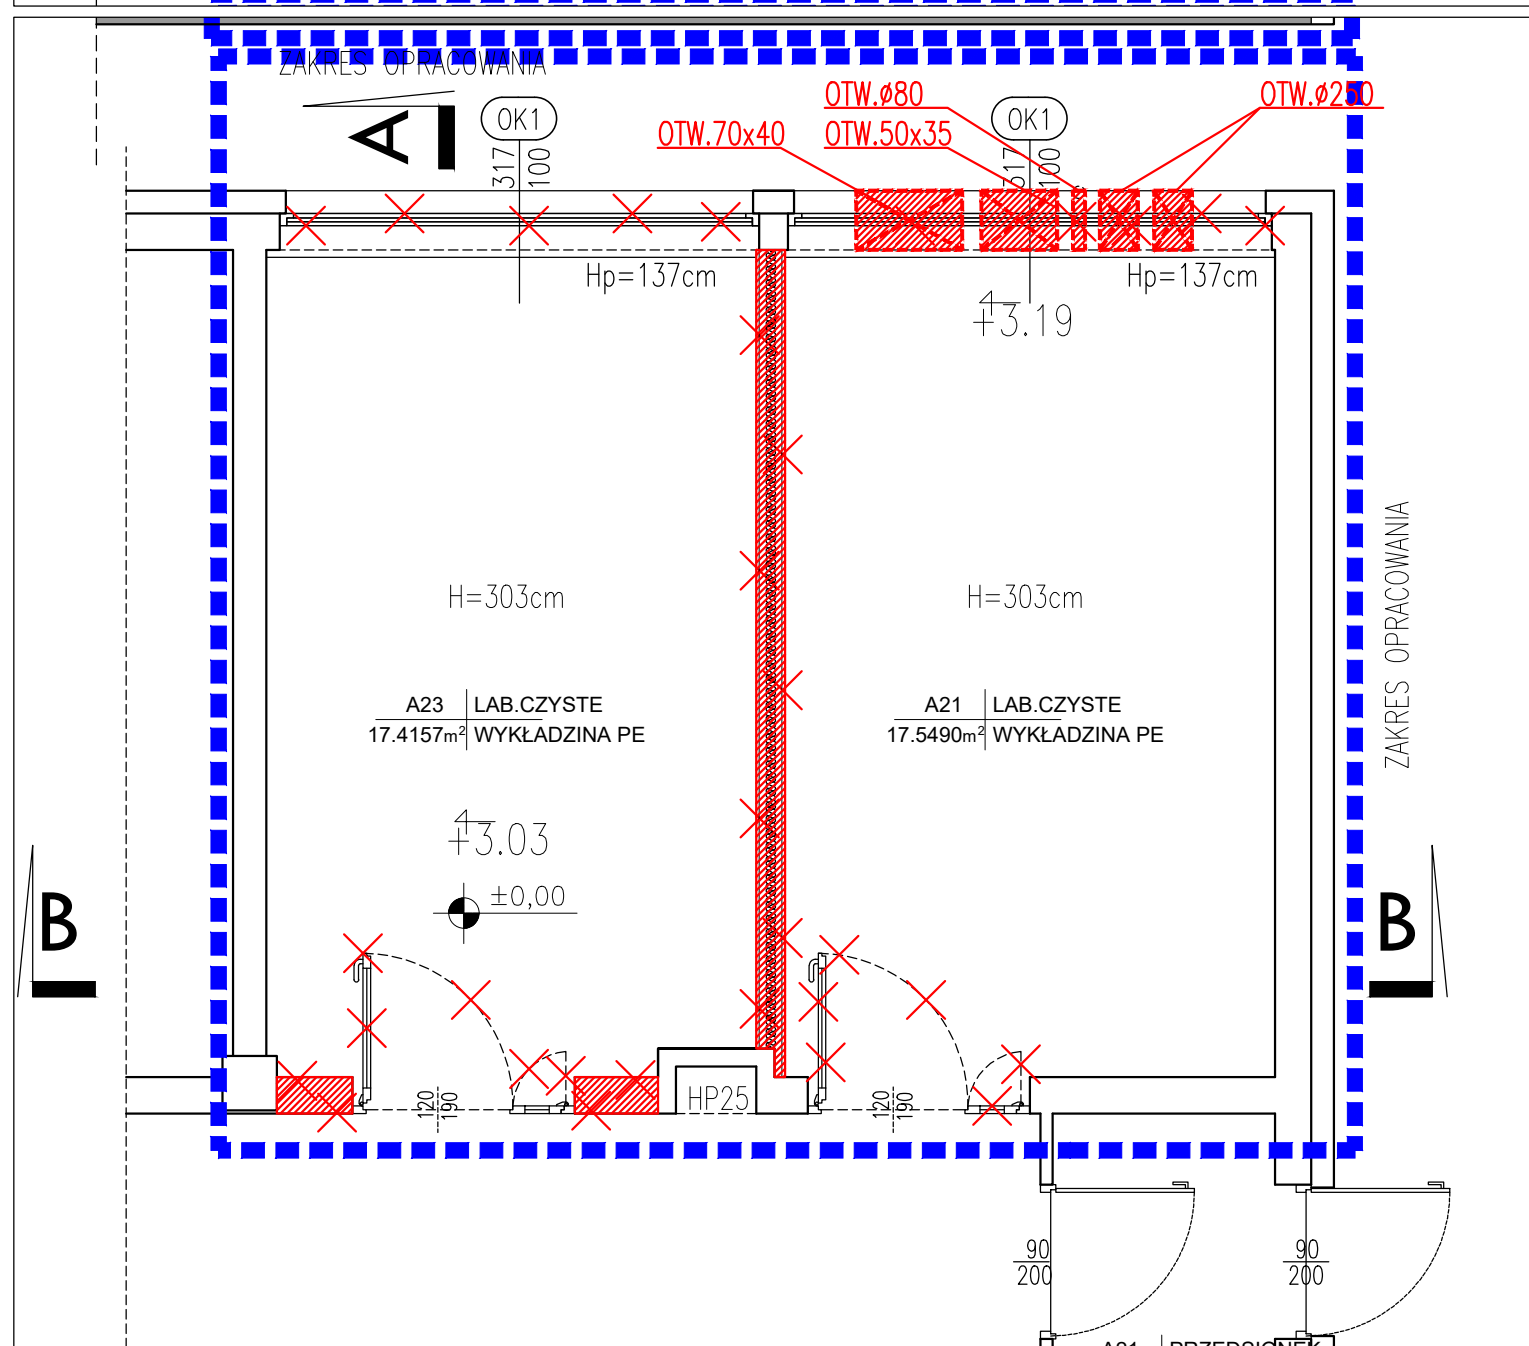 ZAKRES OPRACOWANIA
A
OK1
317
100
OTW.70x40
OTW.ø80
OTW.50x35
OK1
317
100
OTW.ø250
Hp=137cm
Hp=137cm
+3.19
H=303cm
H=303cm
ZAKRES OPRACOWANIA
A23 LAB.CZYSTE
17.4157m² WYKŁADZINA PE
A21 LAB.CZYSTE
17.5490m² WYKŁADZINA PE
+3.03
±0,00
B
B
120
190
HP25
120
190
90
200
90
200
PRZEDSIONEK